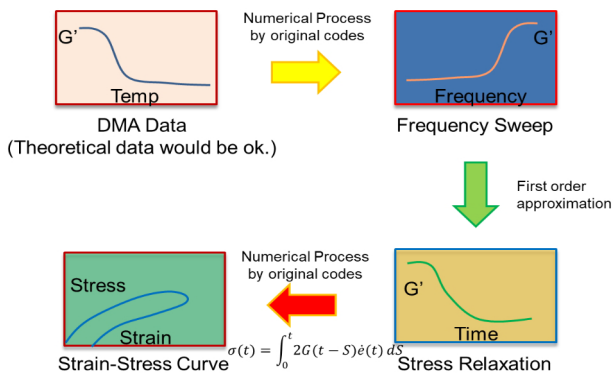 Numerical Process
by original codes
G’
Temp
DMA Data
(Theoretical data would be ok.)
G’
Frequency
Frequency Sweep
First order
approximation
Numerical Process
by original codes
Stress
Strain
Strain-Stress Curve
σ(t) = ∫₀ᵗ 2G(t − S)ė(t) dS
G’
Time
Stress Relaxation